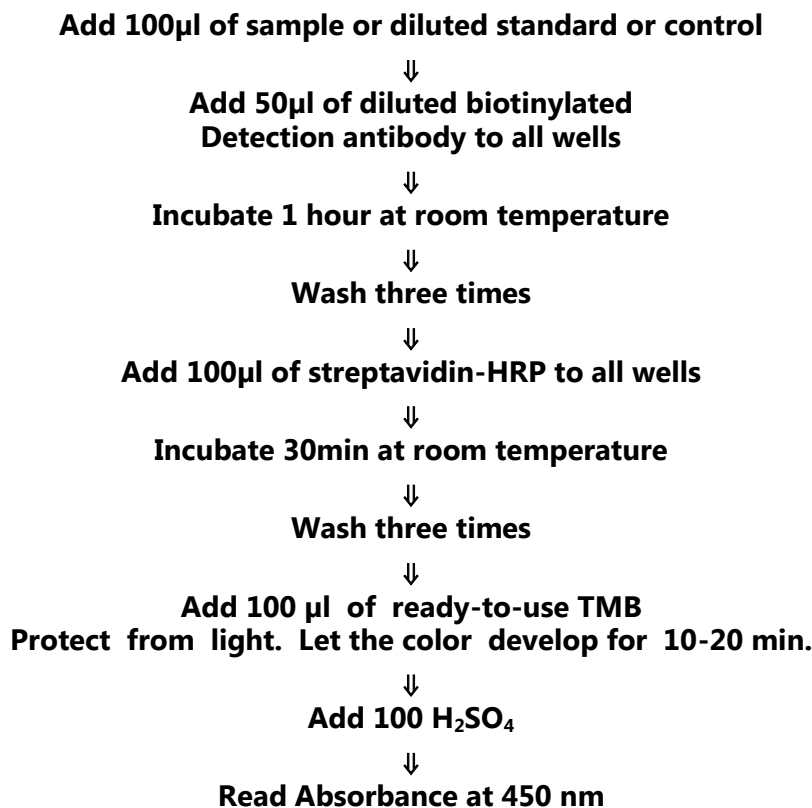 Add 100µl of sample or diluted standard or control
⇓
Add 50µl of diluted biotinylated
Detection antibody to all wells
⇓
Incubate 1 hour at room temperature
⇓
Wash three times
⇓
Add 100µl of streptavidin-HRP to all wells
⇓
Incubate 30min at room temperature
⇓
Wash three times
⇓
Add 100 µl of ready-to-use TMB
Protect from light. Let the color develop for 10-20 min.
⇓
Add 100 H₂SO₄
⇓
Read Absorbance at 450 nm